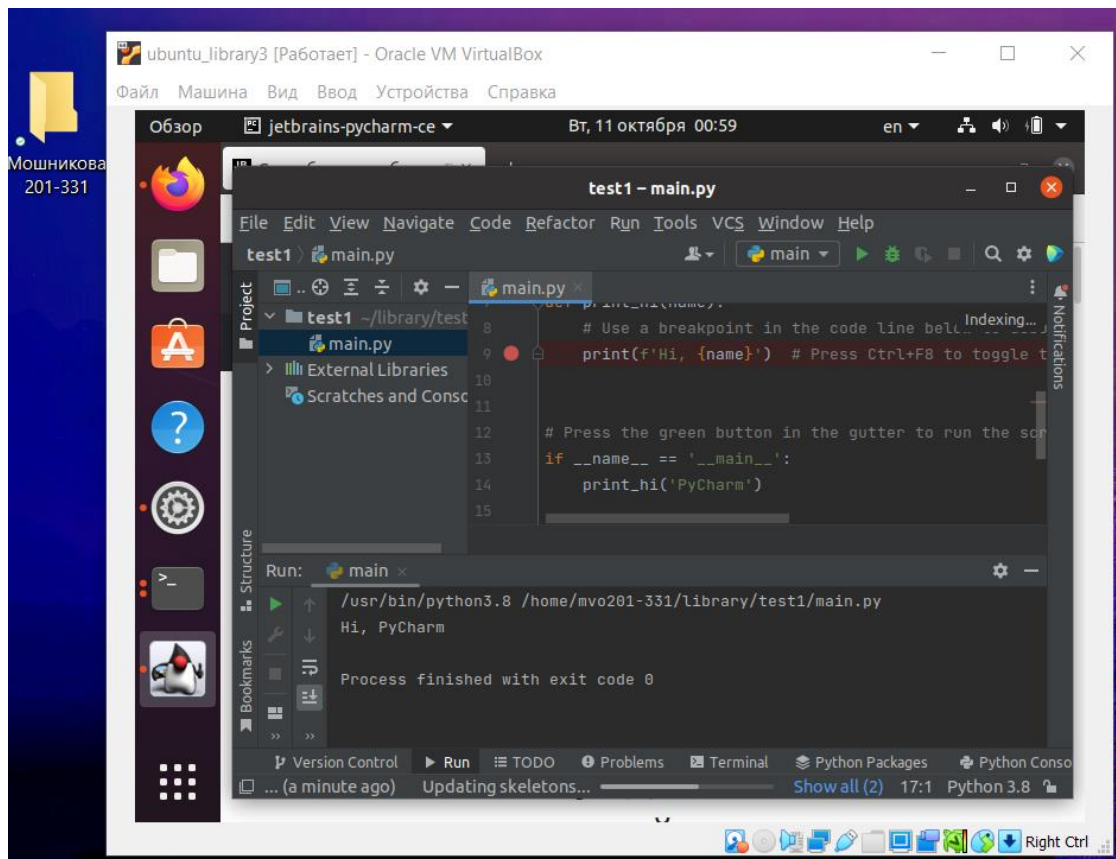 ubuntu_library3 [Работает] - Oracle VM VirtualBox
Файл Машина Вид Ввод Устройства Справка
Мошникова
201-331
Обзор jetbrains-pycharm-ce Вт, 11 октября 00:59 en
test1 – main.py
File Edit View Navigate Code Refactor Run Tools VCS Window Help
test1 main.py main
Project
.. main.py
test1 ~/library/test
main.py
External Libraries
Scratches and Consc
Structure
Bookmarks
Notifications
Indexing...
def print_hi(name):
8 # Use a breakpoint in the code line
9 print(f'Hi, {name}') # Press Ctrl+F8 to toggle t
10
11
12 # Press the green button in the gutter to run the scr
13 if __name__ == '__main__':
14 print_hi('PyCharm')
15
Run: main
/usr/bin/python3.8 /home/mvo201-331/library/test1/main.py
Hi, PyCharm
Process finished with exit code 0
Version Control Run TODO Problems Terminal Python Packages Python Conso
... (a minute ago) Updating skeletons... Show all (2) 17:1 Python 3.8
Right Ctrl